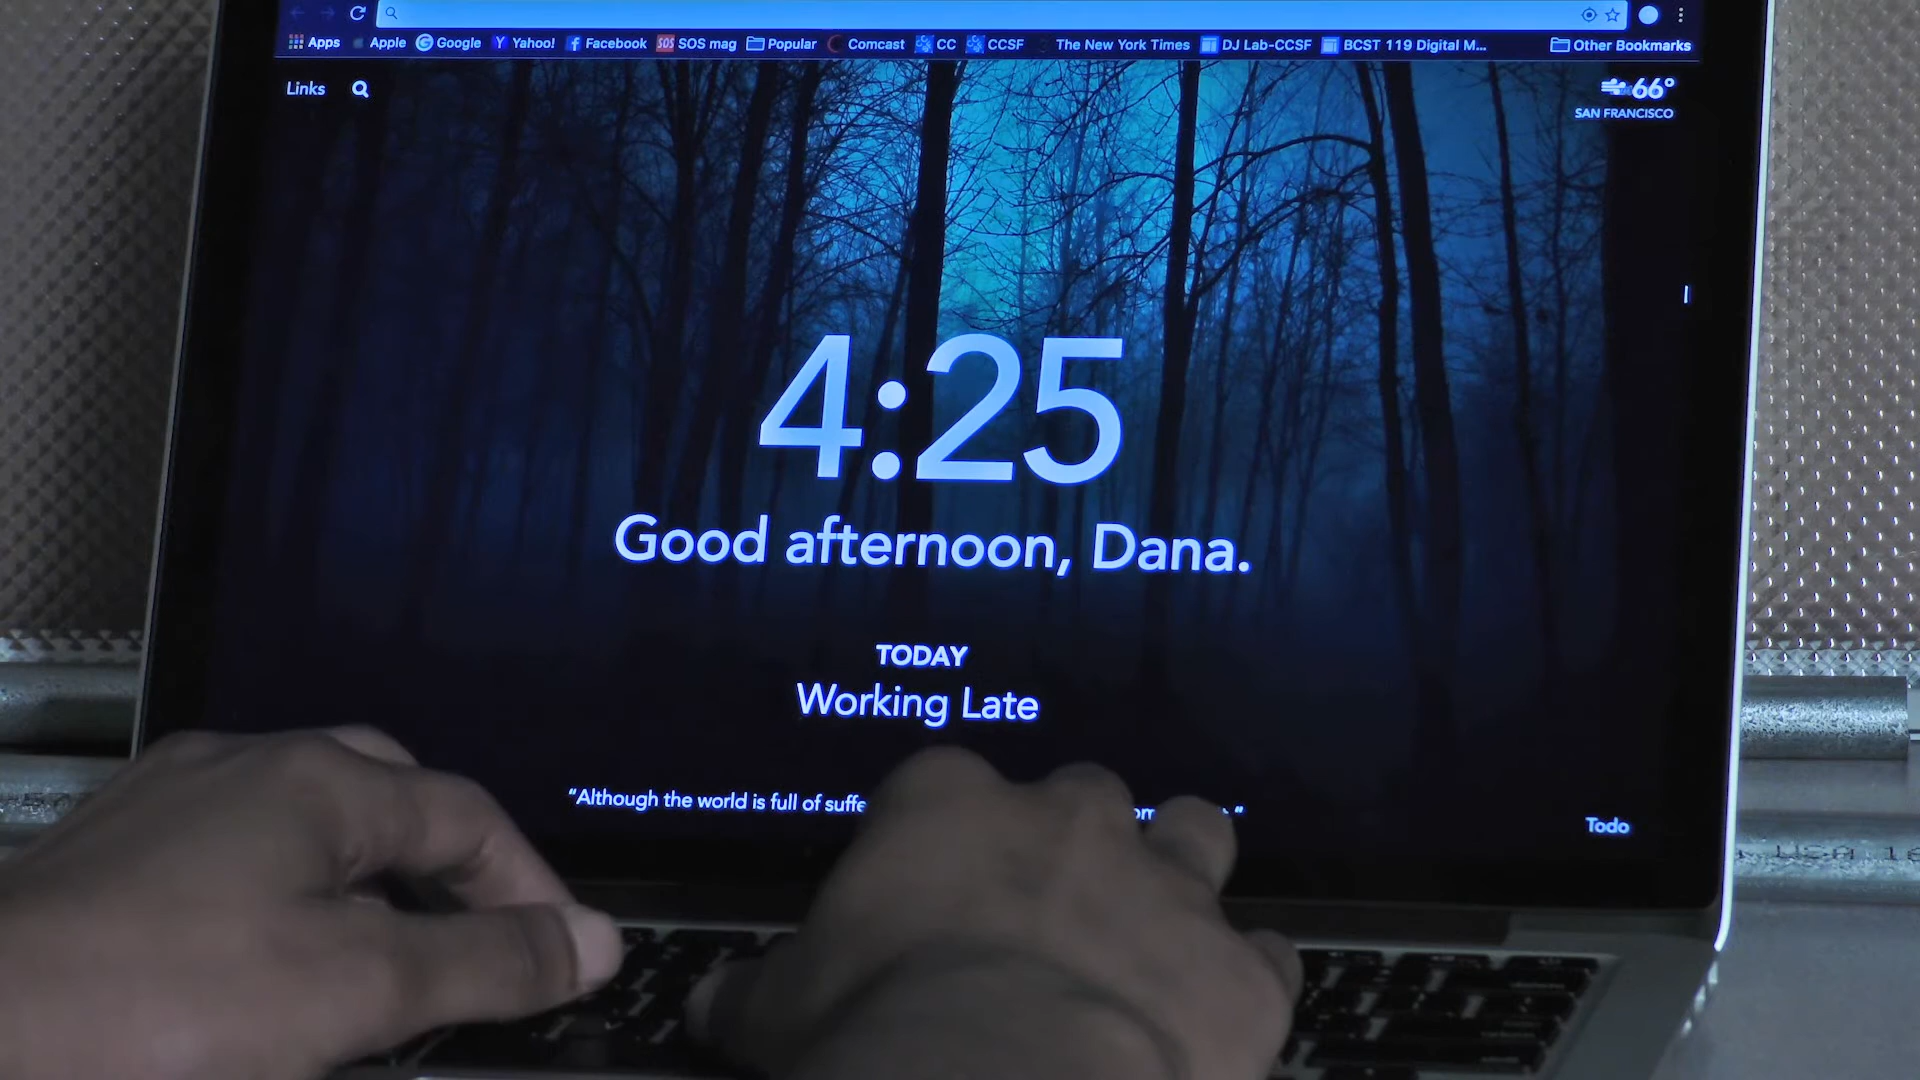 Apps Apple Google Yahoo! Facebook SOS SOS mag Popular Comcast CC CCSF The New York Times DJ Lab-CCSF BCST 119 Digital M... Other Bookmarks
Links
66°
SAN FRANCISCO
4:25
Good afternoon, Dana.
TODAY
Working Late
“Although the world is full of
Todo
USA